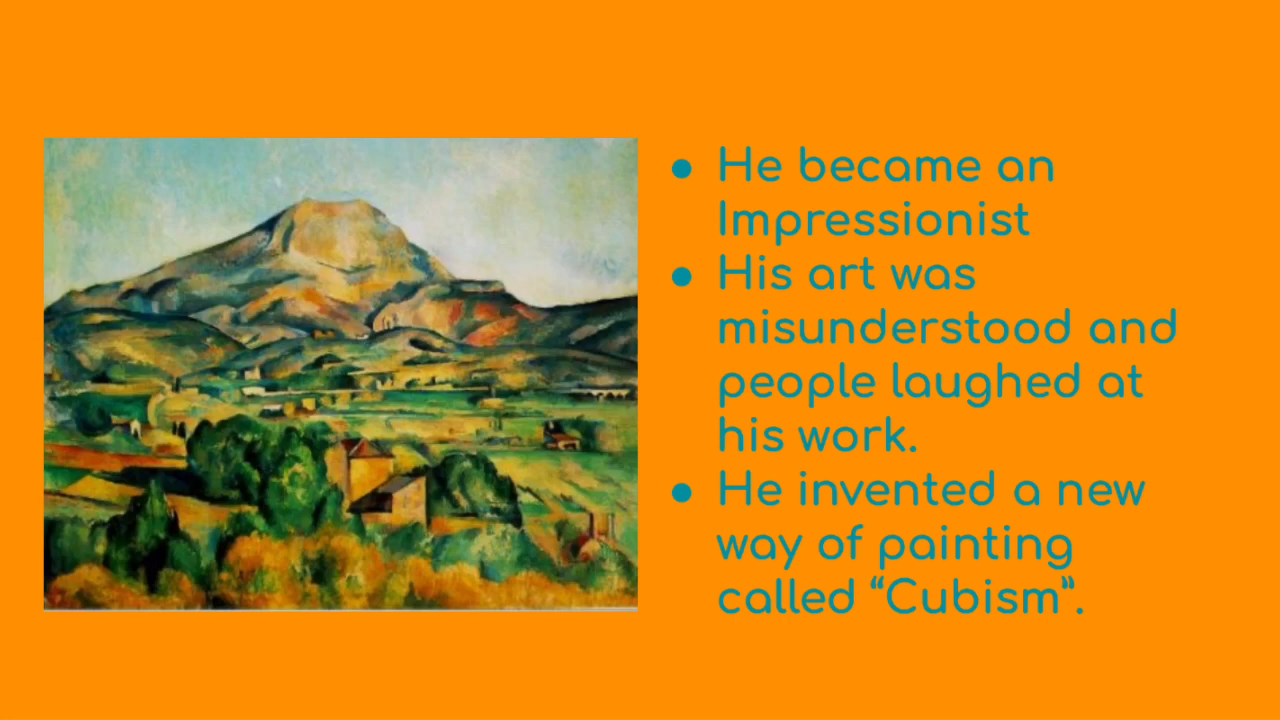 ● He became an
Impressionist
● His art was
misunderstood and
people laughed at
his work.
● He invented a new
way of painting
called “Cubism”.